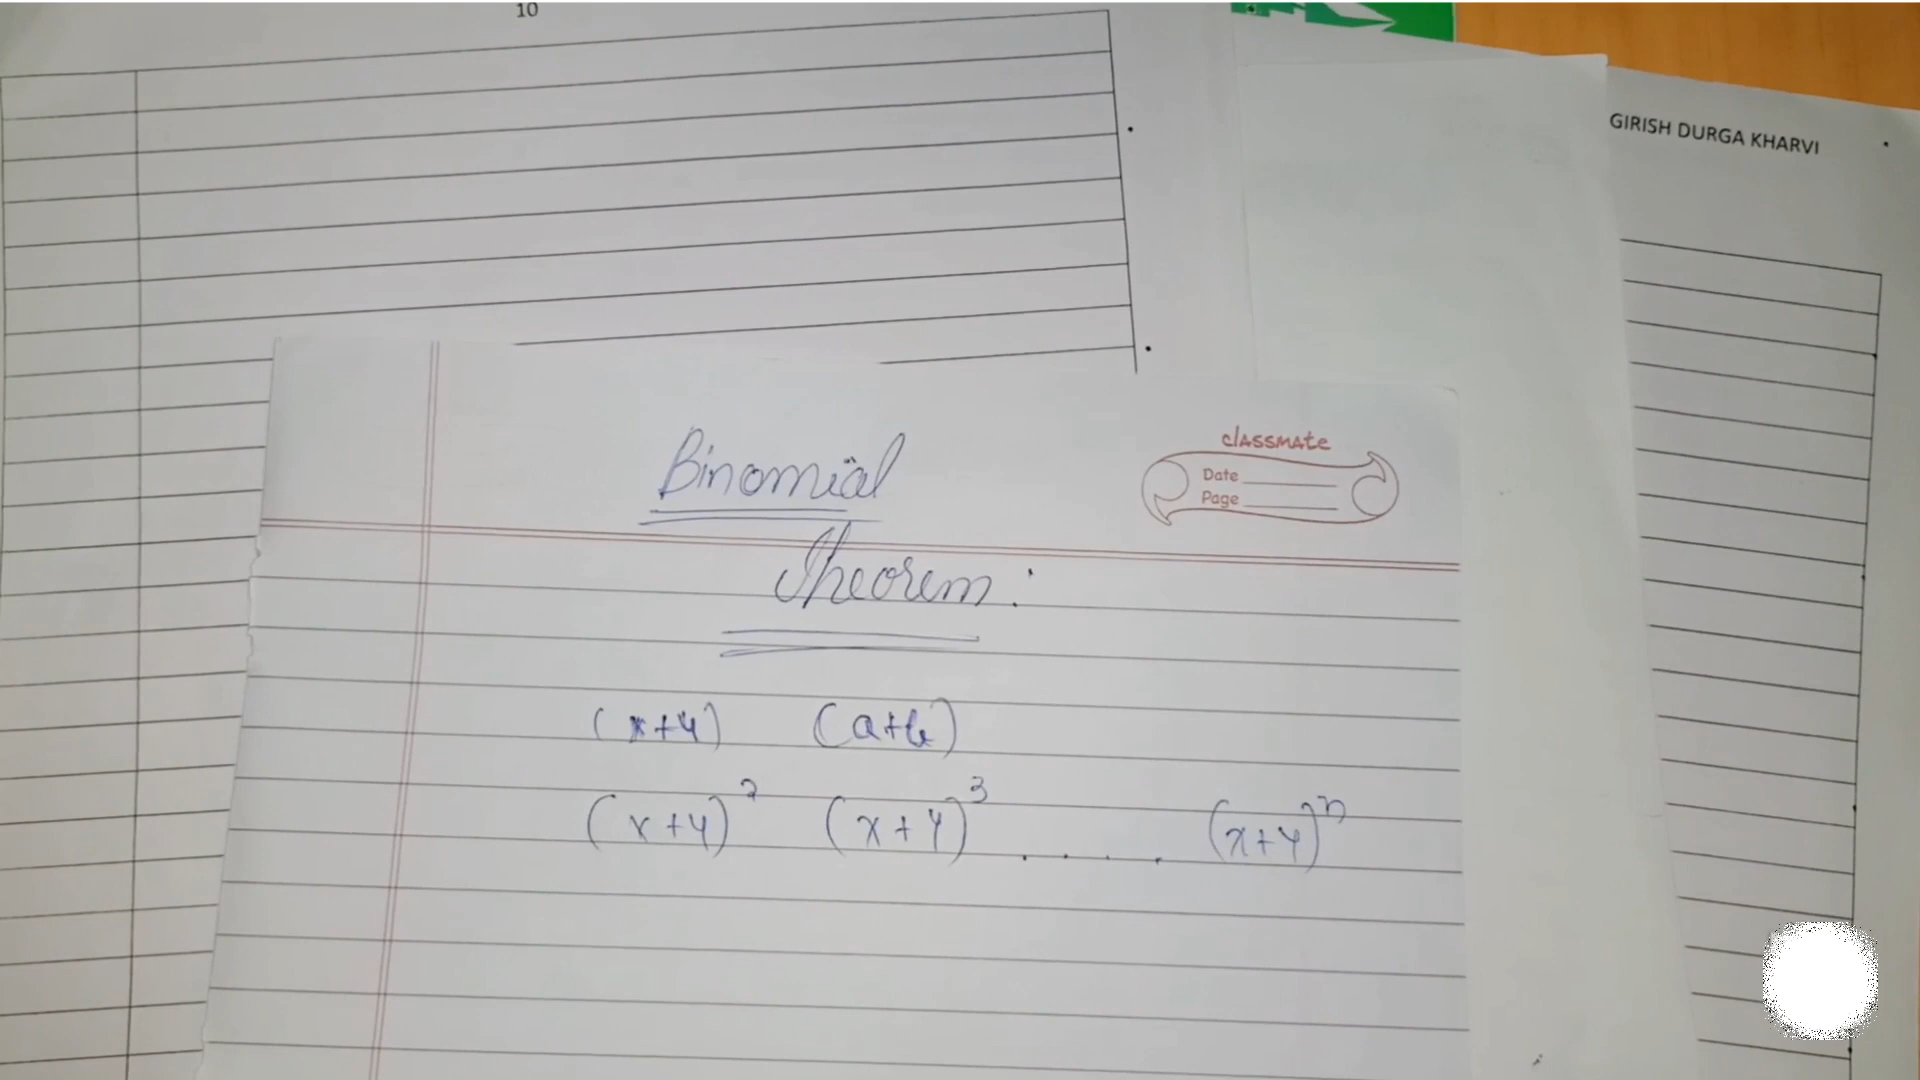 10
GIRISH DURGA KHARVI
classmate
Date
Page
Binomial
Theorem :
(x+y) (a+b)
(x+y)² (x+y)³ . . . . (x+y)ⁿ